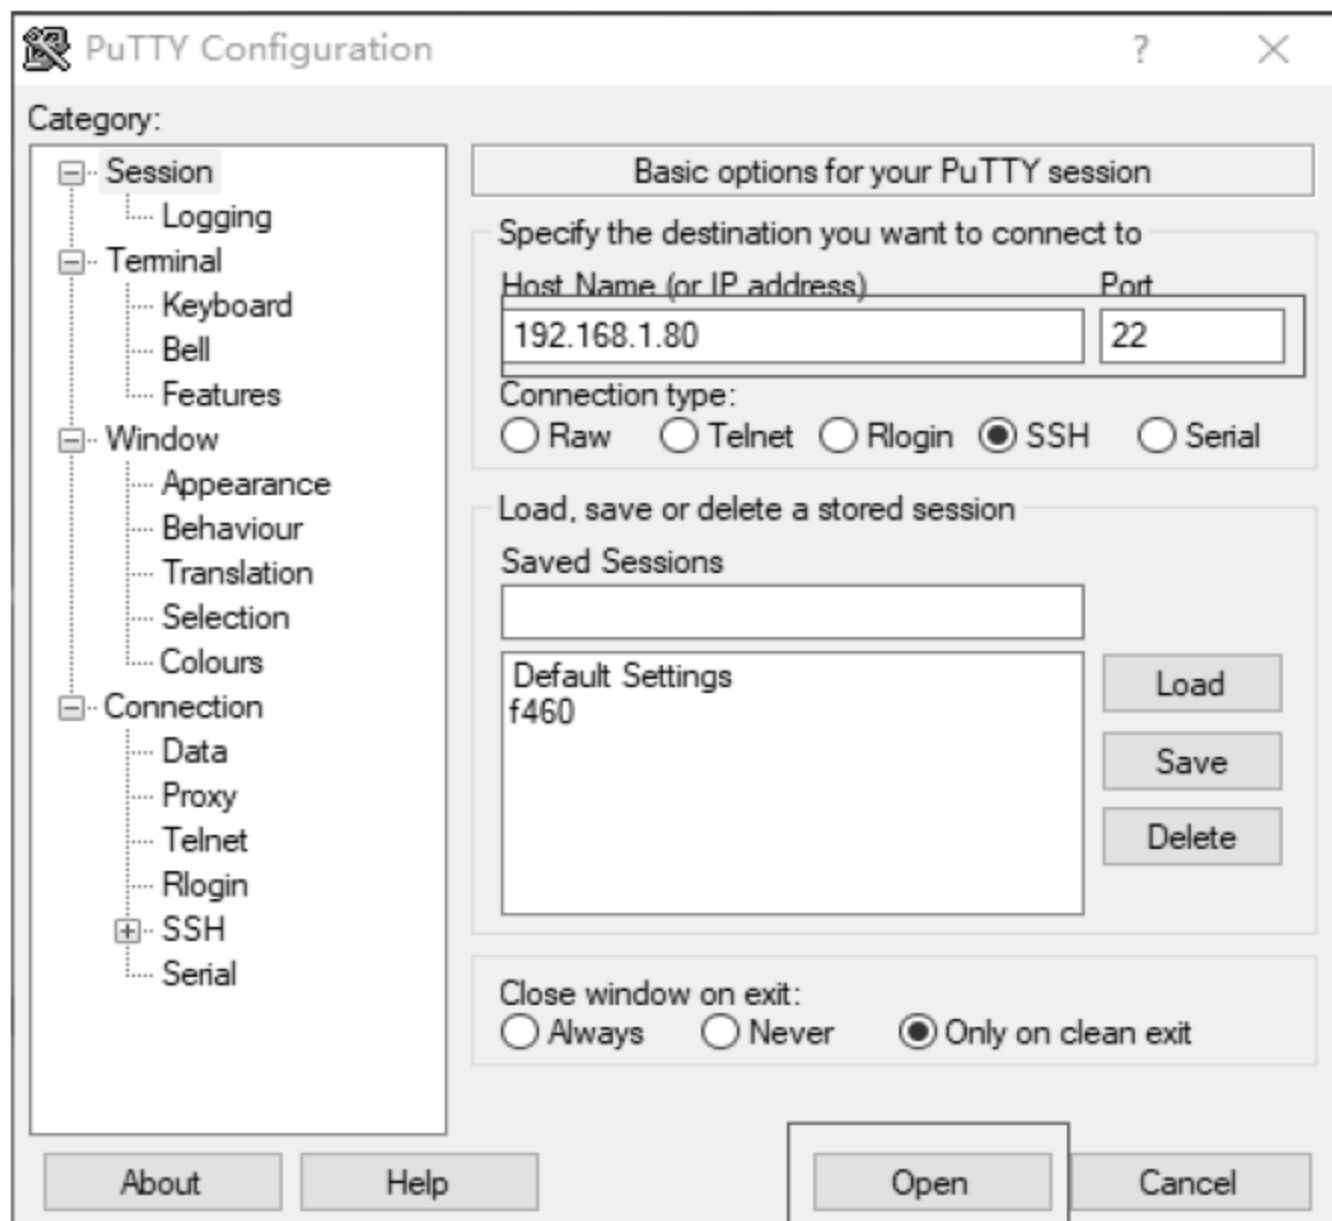 PuTTY Configuration
?
Category:
Session
Logging
Terminal
Keyboard
Bell
Features
Window
Appearance
Behaviour
Translation
Selection
Colours
Connection
Data
Proxy
Telnet
Rlogin
SSH
Serial
Basic options for your PuTTY session
Specify the destination you want to connect to
Host Name (or IP address) Port
192.168.1.80 22
Connection type:
Raw Telnet Rlogin SSH Serial
Load, save or delete a stored session
Saved Sessions
Default Settings
f460
Load
Save
Delete
Close window on exit:
Always Never Only on clean exit
About Help Open Cancel